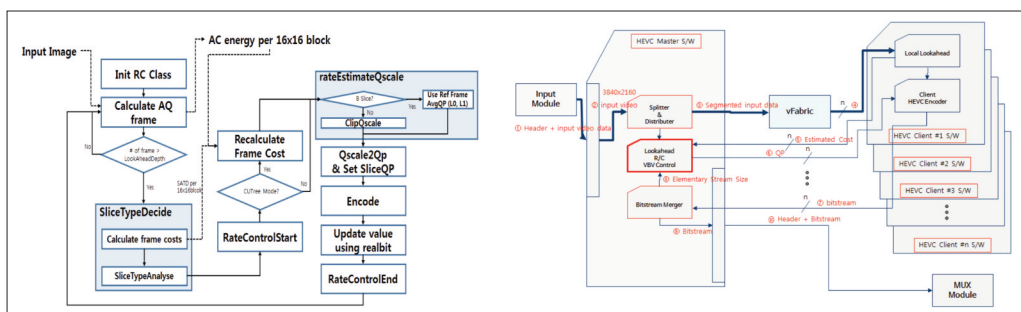 Input Image
AC energy per 16x16 block
Init RC Class
Calculate AQ
frame
No
# of frame >
LookAheadDepth
Yes
SATD per
16x16block
SliceTypeDecide
Calculate frame costs
SliceTypeAnalyse
Recalculate
Frame Cost
Yes
CUTree Mode?
No
RateControlStart
rateEstimateQscale
B Slice?
Yes
No
Use Ref Frame
AvgQP (L0, L1)
ClipQscale
Qscale2Qp
& Set SliceQP
Encode
Update value
using realbit
RateControlEnd
HEVC Master S/W
3840x2160
Input
Module
① Header + input video data
② input video
Splitter
&
Distributer
③ Segmented input data
vFabric
n
④
Local Lookahead
Client
HEVC Encoder
Lookahead
R/C
VBV Control
n
⑤ Estimated Cost
⑥ QP
n
HEVC Client #1 S/W
HEVC Client #2 S/W
HEVC Client #3 S/W
HEVC Client #n S/W
Elementary Stream Size
Bitstream Merger
n
⑦ bitstream
Header + Bitstream
Bitstream
MUX
Module